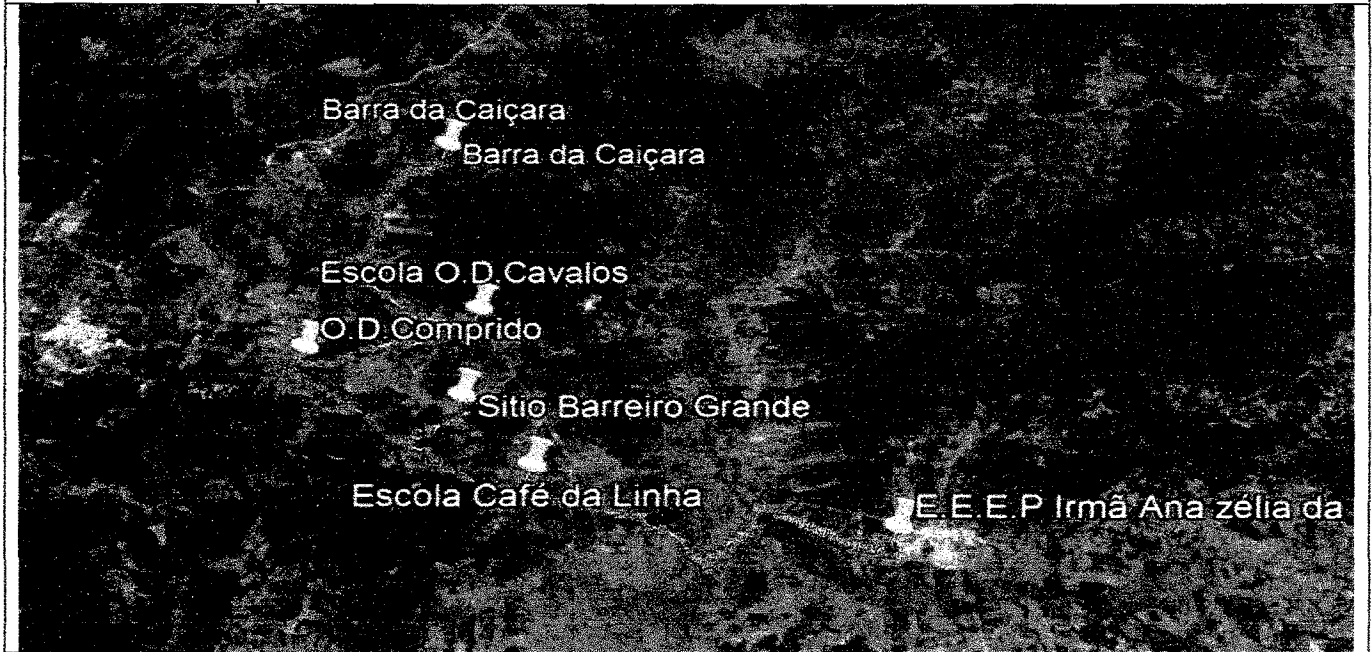 Barra da Caiçara
Barra da Caiçara
Escola O.D.Cavalos
O.D.Comprido
Sitio Barreiro Grande
Escola Café da Linha
E.E.E.P Irmã Ana zélia da